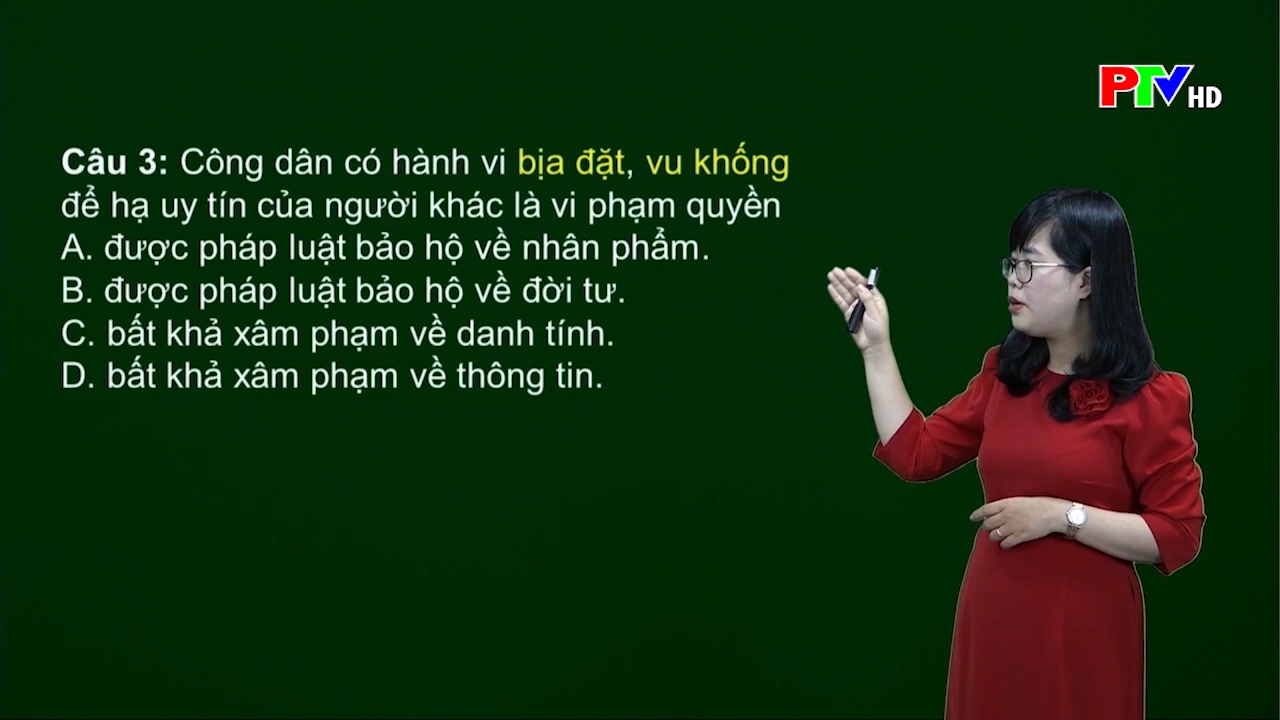 PTV HD
Câu 3: Công dân có hành vi bịa đặt, vu khống
để hạ uy tín của người khác là vi phạm quyền
A. được pháp luật bảo hộ về nhân phẩm.
B. được pháp luật bảo hộ về đời tư.
C. bất khả xâm phạm về danh tính.
D. bất khả xâm phạm về thông tin.